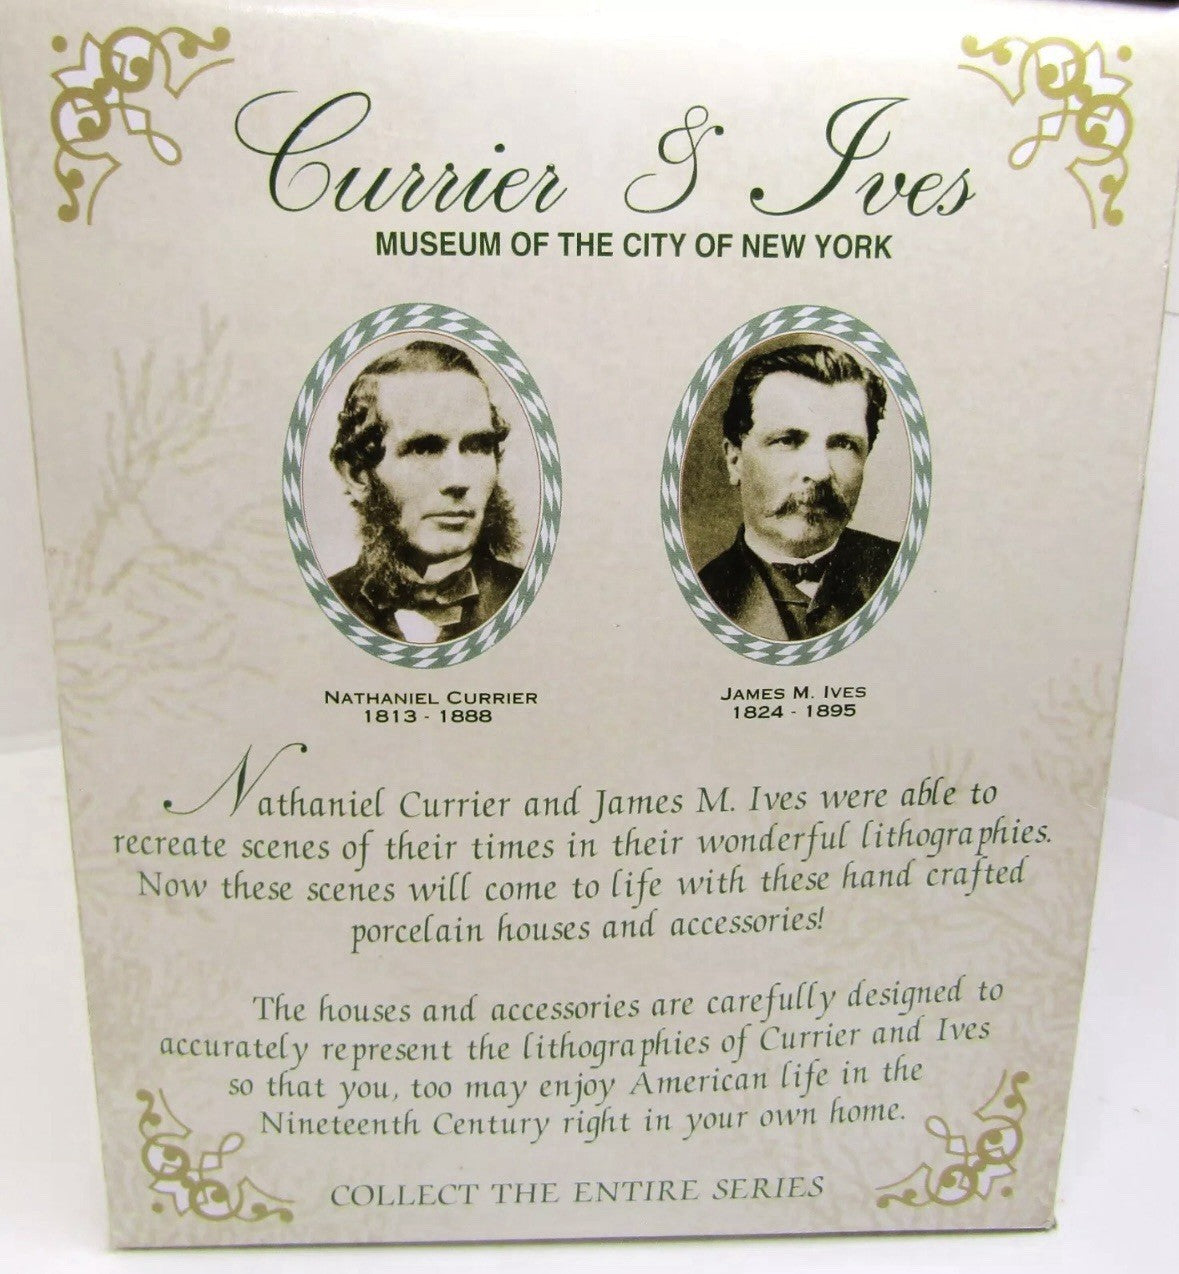 Currier & Ives
MUSEUM OF THE CITY OF NEW YORK
NATHANIEL CURRIER
1813 - 1888
JAMES M. IVES
1824 - 1895
Nathaniel Currier and James M. Ives were able to
recreate scenes of their times in their wonderful lithographies.
Now these scenes will come to life with these hand crafted
porcelain houses and accessories!
The houses and accessories are carefully designed to
accurately represent the lithographies of Currier and Ives
so that you, too may enjoy American life in the
Nineteenth Century right in your own home.
COLLECT THE ENTIRE SERIES